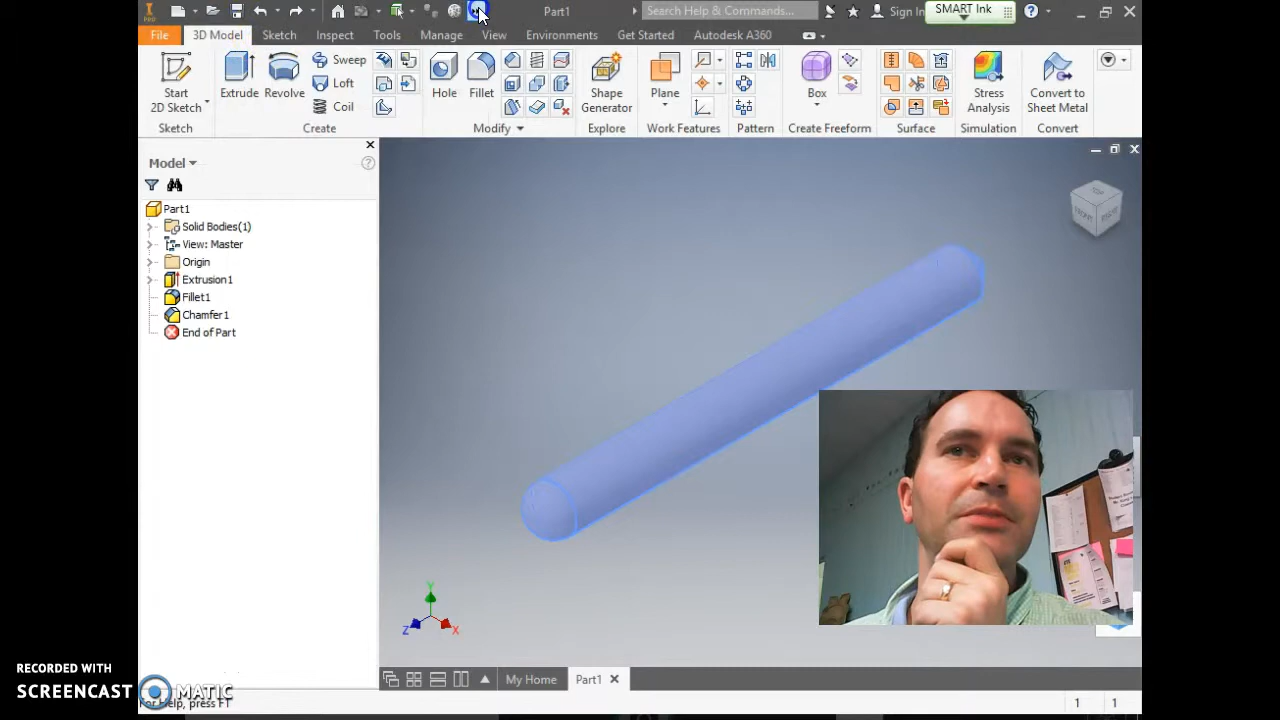 PRO
Part1
Search Help & Commands...
Sign In
SMART Ink
File
3D Model
Sketch
Inspect
Tools
Manage
View
Environments
Get Started
Autodesk A360
Start
2D Sketch
Extrude
Revolve
Sweep
Loft
Coil
Hole
Fillet
Shape
Generator
Plane
Box
Stress
Analysis
Convert to
Sheet Metal
Sketch
Create
Modify
Explore
Work Features
Pattern
Create Freeform
Surface
Simulation
Convert
Model
Part1
Solid Bodies(1)
View: Master
Origin
Extrusion1
Fillet1
Chamfer1
End of Part
TOP
FRONT
RIGHT
Y
Z
X
My Home
Part1
For Help, press F1
1
1
RECORDED WITH
SCREENCAST MATIC